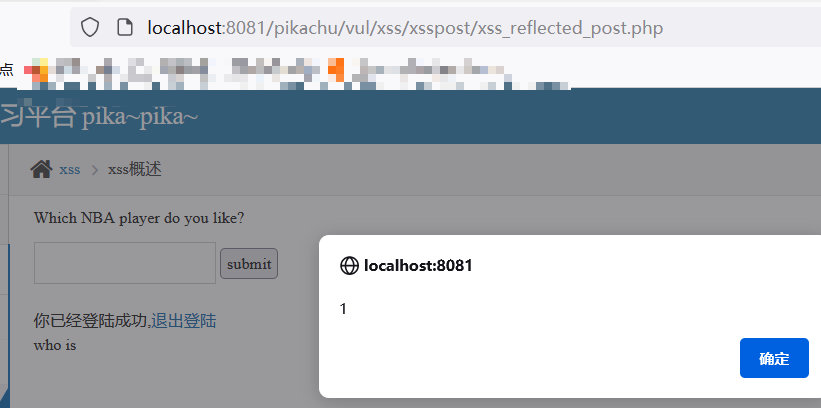 localhost:8081/pikachu/vul/xss/xsspost/xss_reflected_post.php
点
习平台 pika~pika~
xss > xss概述
Which NBA player do you like?
submit
localhost:8081
1
确定
你已经登陆成功,退出登陆
who is